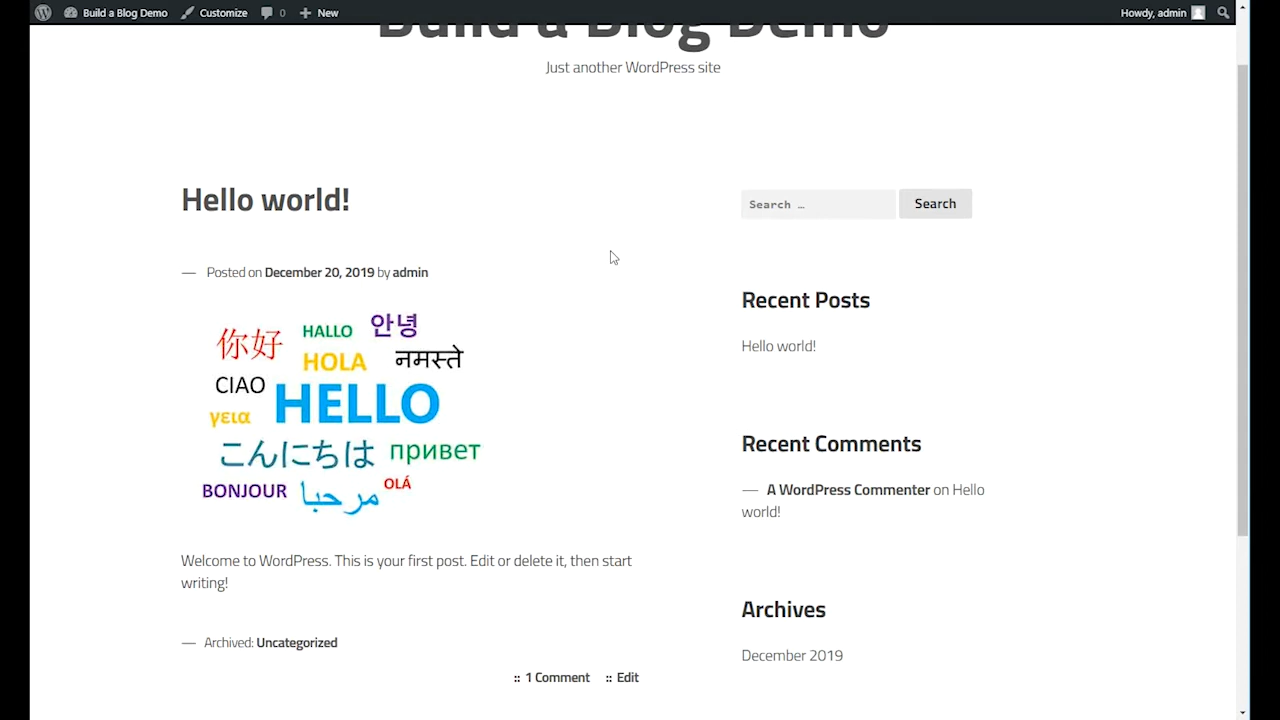 Build a Blog Demo Customize 0 New Howdy, admin
Build a Blog Demo
Just another WordPress site
Hello world!
— Posted on December 20, 2019 by admin
你好 HALLO 안녕
HOLA नमस्ते
CIAO HELLO
γεια
こんにちは привет
BONJOUR مرحبا OLÁ
Welcome to WordPress. This is your first post. Edit or delete it, then start
writing!
— Archived: Uncategorized
:: 1 Comment :: Edit
Search … Search
Recent Posts
Hello world!
Recent Comments
— A WordPress Commenter on Hello
world!
Archives
December 2019